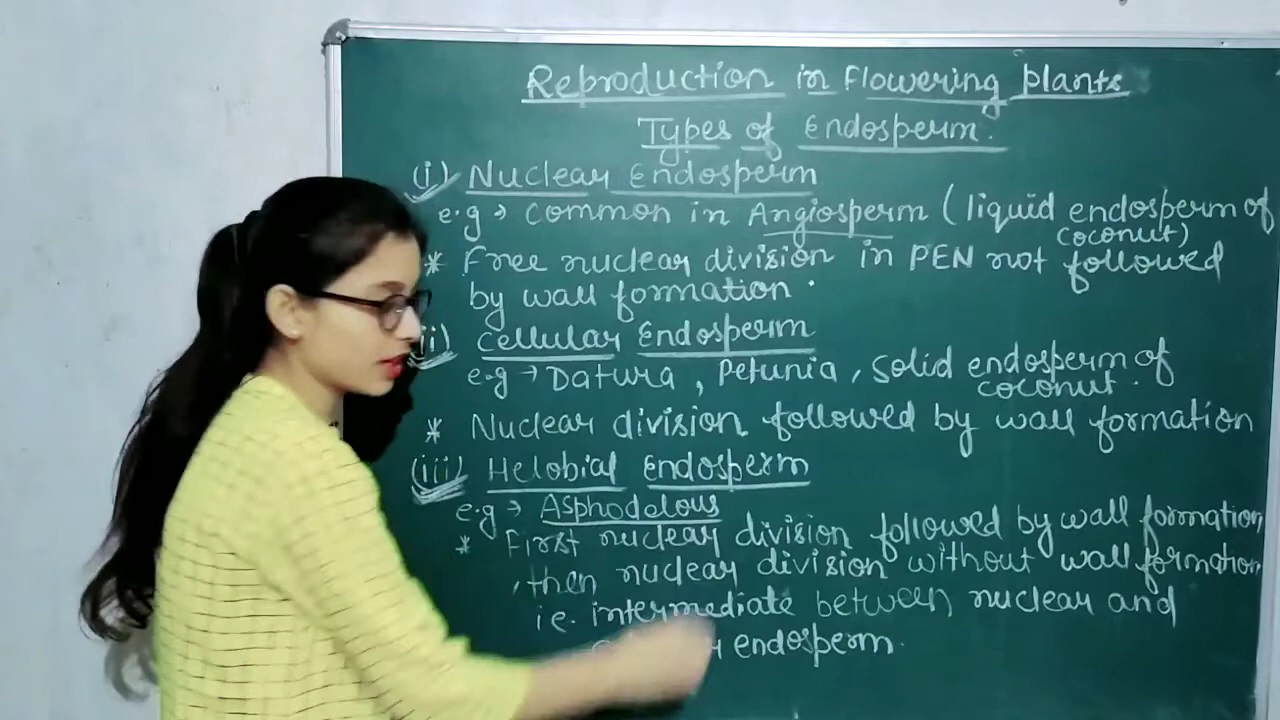 Reproduction in Flowering Plants
Types of Endosperm.
(i) Nuclear Endosperm
e.g → Common in Angiosperm (liquid endosperm of coconut)
* Free nuclear division in PEN not followed
by wall formation.
ii) Cellular Endosperm
e.g → Datura, Petunia, Solid endosperm of coconut.
* Nuclear division followed by wall formation
(iii) Helobial Endosperm
e.g → Asphodelous
* First nuclear division followed by wall formation
, then nuclear division without wall formation
ie. intermediate between nuclear and
endosperm.